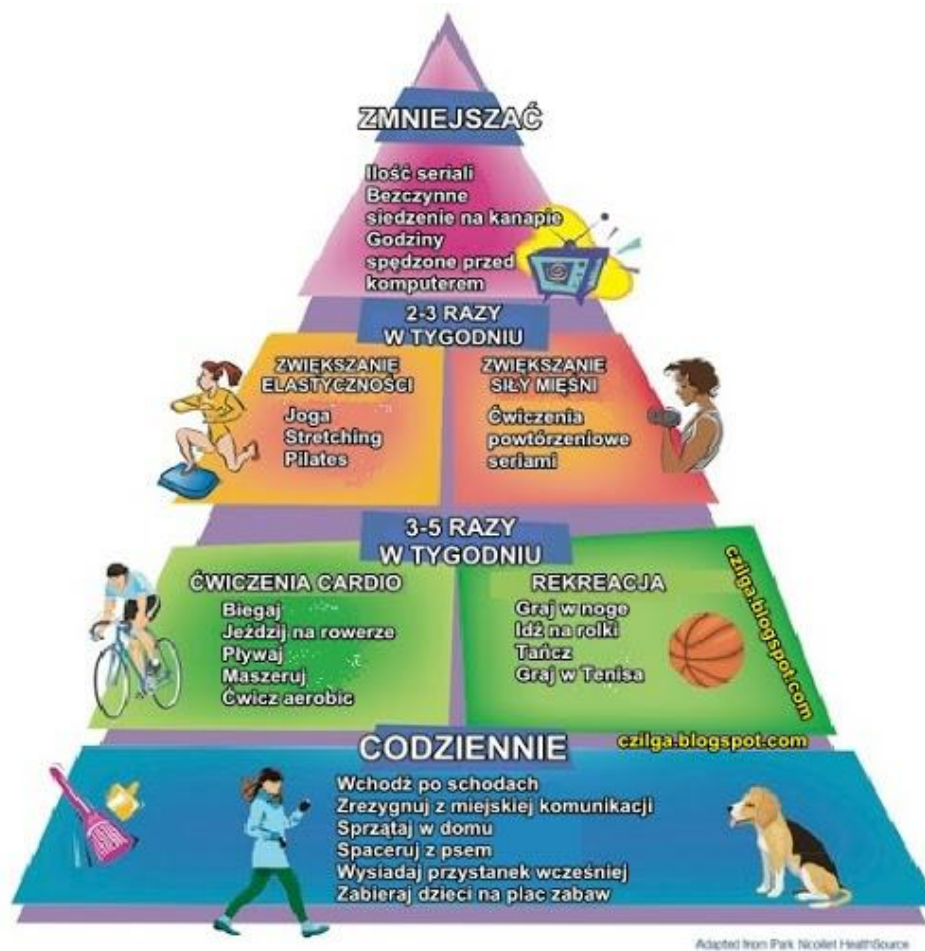 ZMNIEJSZAĆ
Ilość seriali
Bezczynne
siedzenie na kanapie
Godziny
spędzone przed
komputerem
2-3 RAZY
W TYGODNIU
ZWIĘKSZANIE
ELASTYCZNOŚCI
Joga
Stretching
Pilates
ZWIĘKSZANIE
SIŁY MIĘŚNI
Ćwiczenia
powtórzeniowe
seriami
3-5 RAZY
W TYGODNIU
ĆWICZENIA CARDIO
Biegaj
Jeździj na rowerze
Pływaj
Maszeruj
Ćwicz aerobic
REKREACJA
Graj w noge
Idź na rolki
Tańcz
Graj w Tenisa
czilga.blogspot.com
czilga.blogspot.com
CODZIENNIE
Wchodź po schodach
Zrezygnuj z miejskiej komunikacji
Sprzątaj w domu
Spaceruj z psem
Wysiadaj przystanek wcześniej
Zabieraj dzieci na plac zabaw
Adapted from Park Nicollet HealthSource